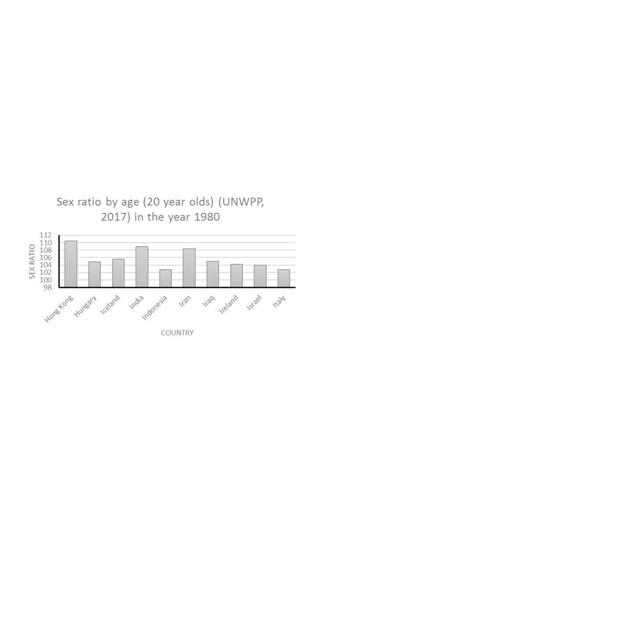 Sex ratio by age (20 year olds) (UNWPP,
2017) in the year 1980
SEX RATIO
112
110
108
106
104
102
100
98
Hong Kong
Hungary
Iceland
India
Indonesia
Iran
Iraq
Ireland
Israel
Italy
COUNTRY